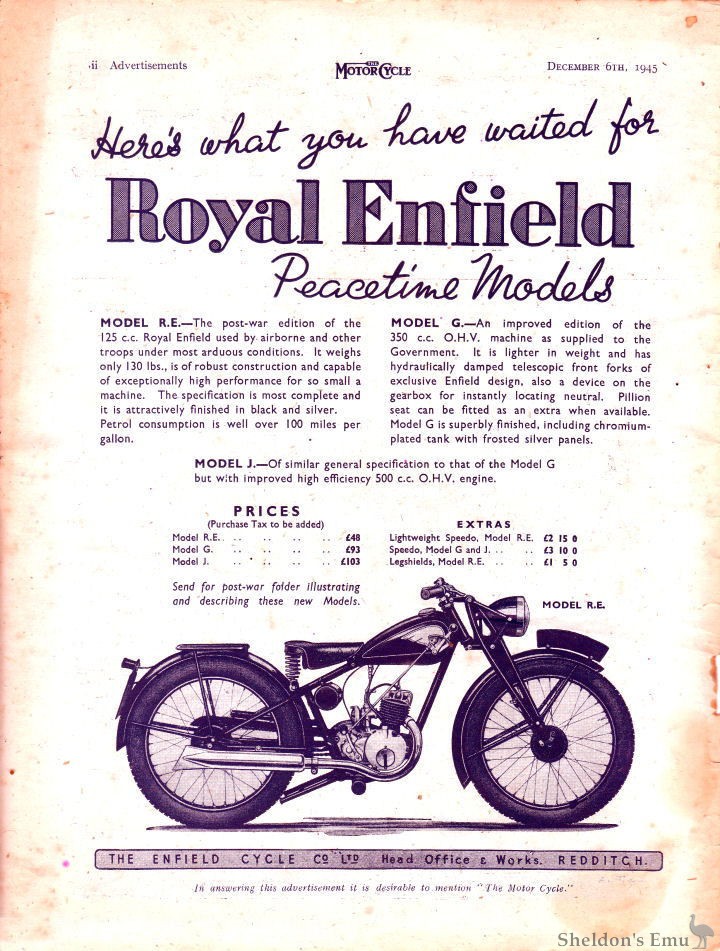 ii Advertisements
THE MOTOR CYCLE
DECEMBER 6TH, 1945
Here's what you have waited for
Royal Enfield
Peacetime Models
MODEL R.E.—The post-war edition of the
125 c.c. Royal Enfield used by airborne and other
troops under most arduous conditions. It weighs
only 130 lbs., is of robust construction and capable
of exceptionally high performance for so small a
machine. The specification is most complete and
it is attractively finished in black and silver.
Petrol consumption is well over 100 miles per
gallon.
MODEL G.—An improved edition of the
350 c.c. O.H.V. machine as supplied to the
Government. It is lighter in weight and has
hydraulically damped telescopic front forks of
exclusive Enfield design, also a device on the
gearbox for instantly locating neutral. Pillion
seat can be fitted as an extra when available.
Model G is superbly finished, including chromium-
plated tank with frosted silver panels.
MODEL J.—Of similar general specification to that of the Model G
but with improved high efficiency 500 c.c. O.H.V. engine.
PRICES
(Purchase Tax to be added)
Model R.E. .. .. .. .. £48
Model G. .. .. .. .. £93
Model J. .. .. .. .. £103
Send for post-war folder illustrating
and describing these new Models.
EXTRAS
Lightweight Speedo, Model R.E. £2 15 0
Speedo, Model G and J. .. .. £3 10 0
Legshields, Model R.E. .. .. £1 5 0
MODEL R.E.
THE ENFIELD CYCLE CO LTD Head Office & Works. REDDITCH.
In answering this advertisement it is desirable to mention "The Motor Cycle."
Sheldon's Emu